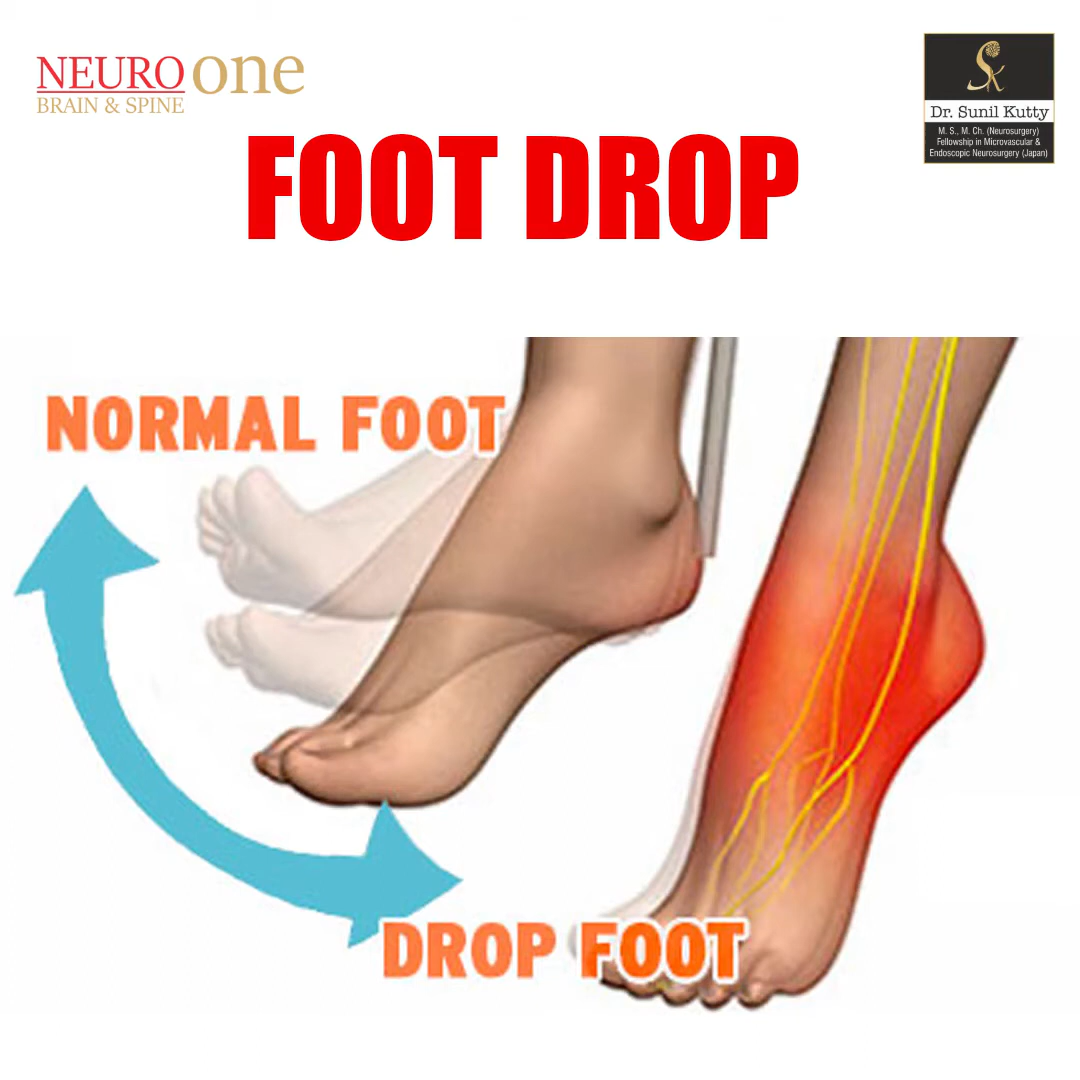 NEURO one
BRAIN & SPINE
Dr. Sunil Kutty
M. S., M. Ch. (Neurosurgery)
Fellowship in Microvascular &
Endoscopic Neurosurgery (Japan)
FOOT DROP
NORMAL FOOT
DROP FOOT